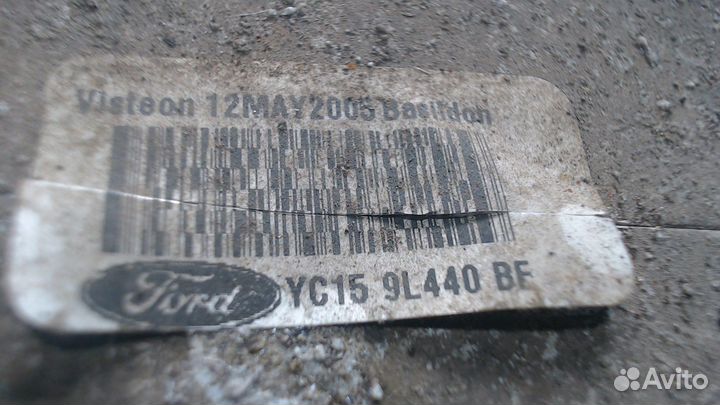 Visteon 12MAY2005 Basildon
Ford YC15 9L440 BF
Avito